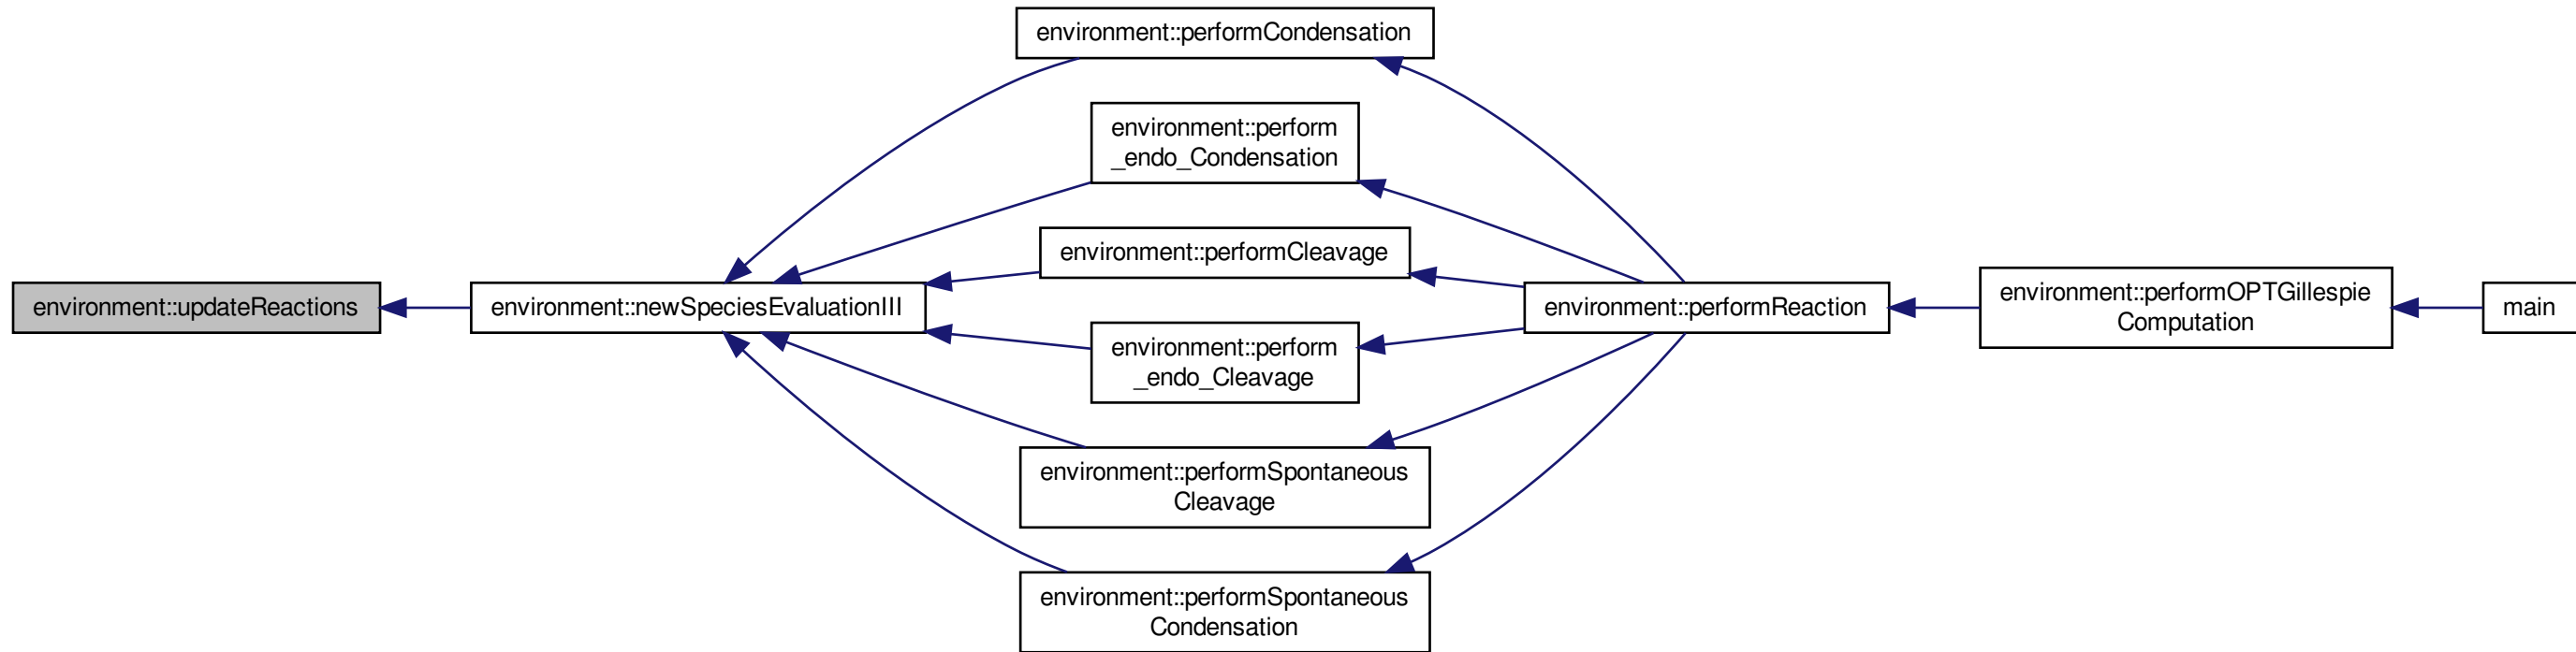 environment::updateReactions
environment::newSpeciesEvaluationIII
environment::performCondensation
environment::perform
_endo_Condensation
environment::performCleavage
environment::perform
_endo_Cleavage
environment::performSpontaneous
Cleavage
environment::performSpontaneous
Condensation
environment::performReaction
environment::performOPTGillespie
Computation
main